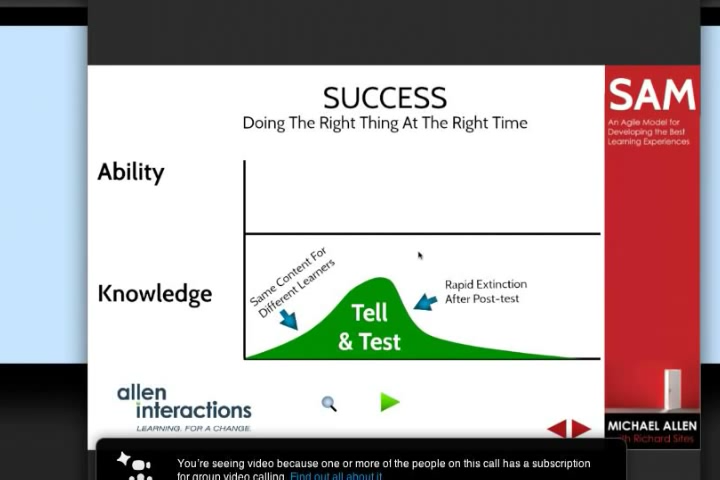 SUCCESS
Doing The Right Thing At The Right Time
Ability
Knowledge
Same Content For
Different Learners
Tell
& Test
Rapid Extinction
After Post-test
allen
interactions
LEARNING. FOR A CHANGE.
SAM
An Agile Model for
Developing the Best
Learning Experiences
MICHAEL ALLEN
with Richard Sites
You're seeing video because one or more of the people on this call has a subscription
for group video calling. Find out all about it